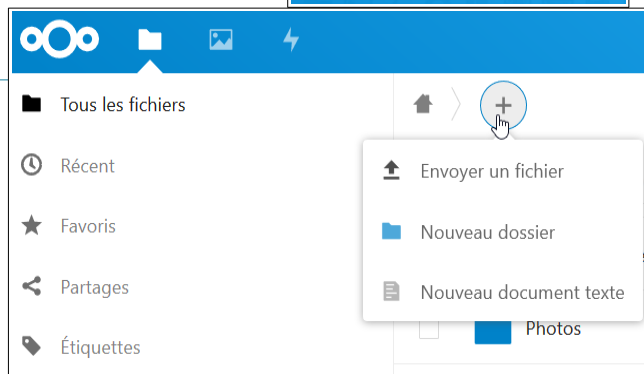 Tous les fichiers
Récent
Favoris
Partages
Étiquettes
Envoyer un fichier
Nouveau dossier
Nouveau document texte
Photos